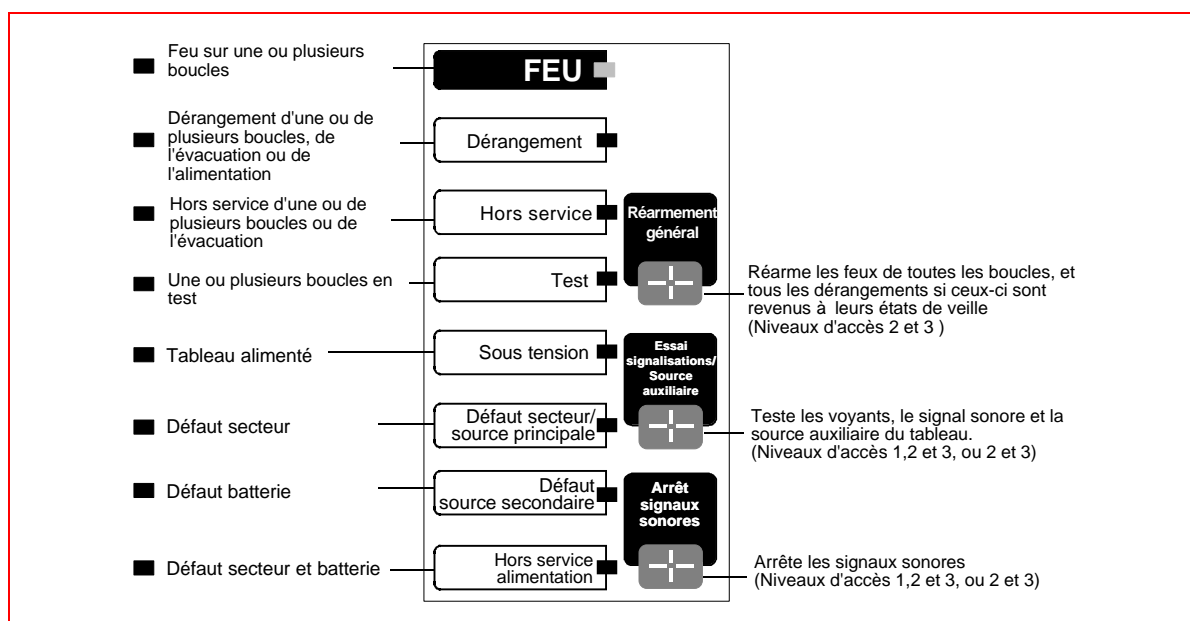 Feu sur une ou plusieurs
boucles
FEU
Dérangement d'une ou de
plusieurs boucles, de
l'évacuation ou de
l'alimentation
Dérangement
Hors service d'une ou de
plusieurs boucles ou de
l'évacuation
Hors service
Réarmement
général
Une ou plusieurs boucles en
test
Test
Réarme les feux de toutes les boucles, et
tous les dérangements si ceux-ci sont
revenus à leurs états de veille
(Niveaux d'accès 2 et 3 )
Tableau alimenté
Sous tension
Essai
signalisations/
Source
auxiliaire
Défaut secteur
Défaut secteur/
source principale
Teste les voyants, le signal sonore et la
source auxiliaire du tableau.
(Niveaux d'accès 1,2 et 3, ou 2 et 3)
Défaut batterie
Défaut
source secondaire
Arrêt
signaux
sonores
Défaut secteur et batterie
Hors service
alimentation
Arrête les signaux sonores
(Niveaux d'accès 1,2 et 3, ou 2 et 3)